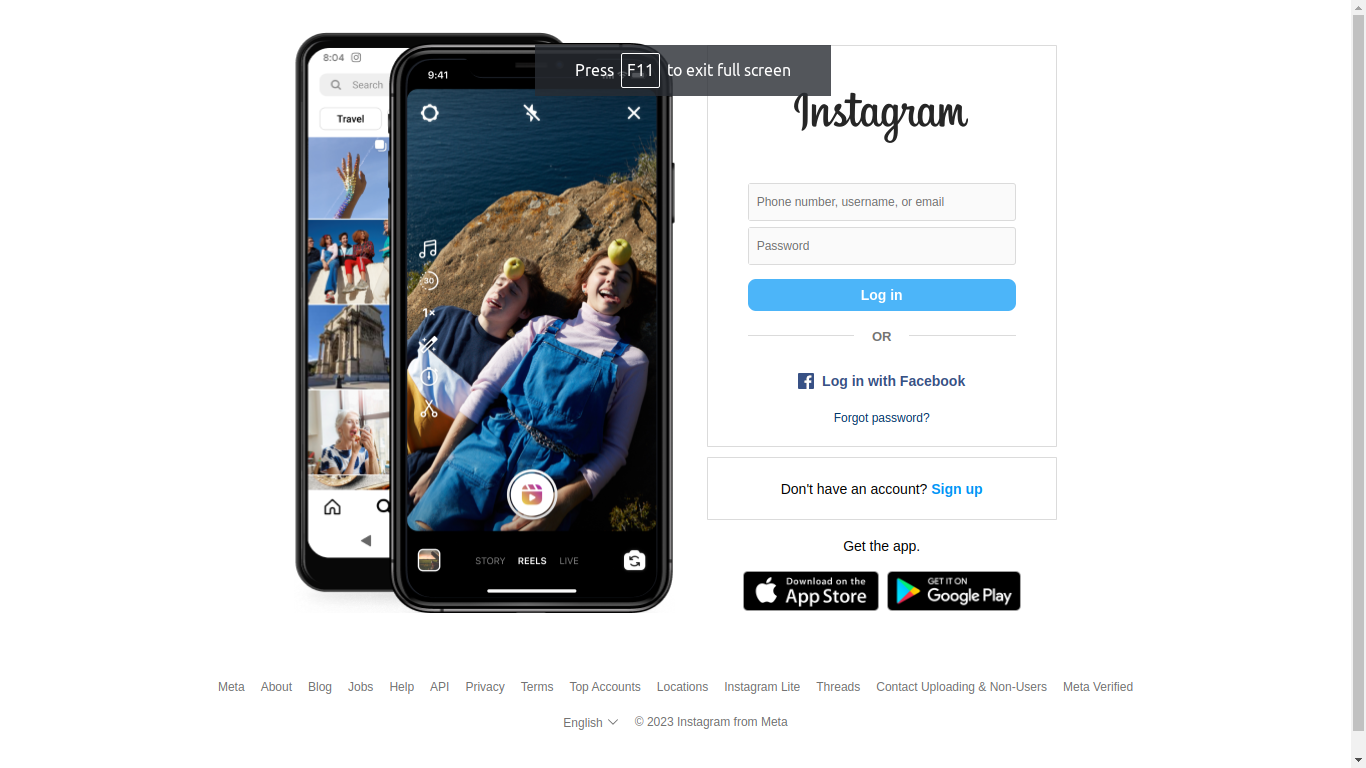 8:04
Search
Travel
9:41
30
1×
STORY REELS LIVE
Press F11 to exit full screen
Instagram
Phone number, username, or email
Password
Log in
OR
Log in with Facebook
Forgot password?
Don't have an account? Sign up
Get the app.
Download on the
App Store
GET IT ON
Google Play
Meta About Blog Jobs Help API Privacy Terms Top Accounts Locations Instagram Lite Threads Contact Uploading & Non-Users Meta Verified
English © 2023 Instagram from Meta